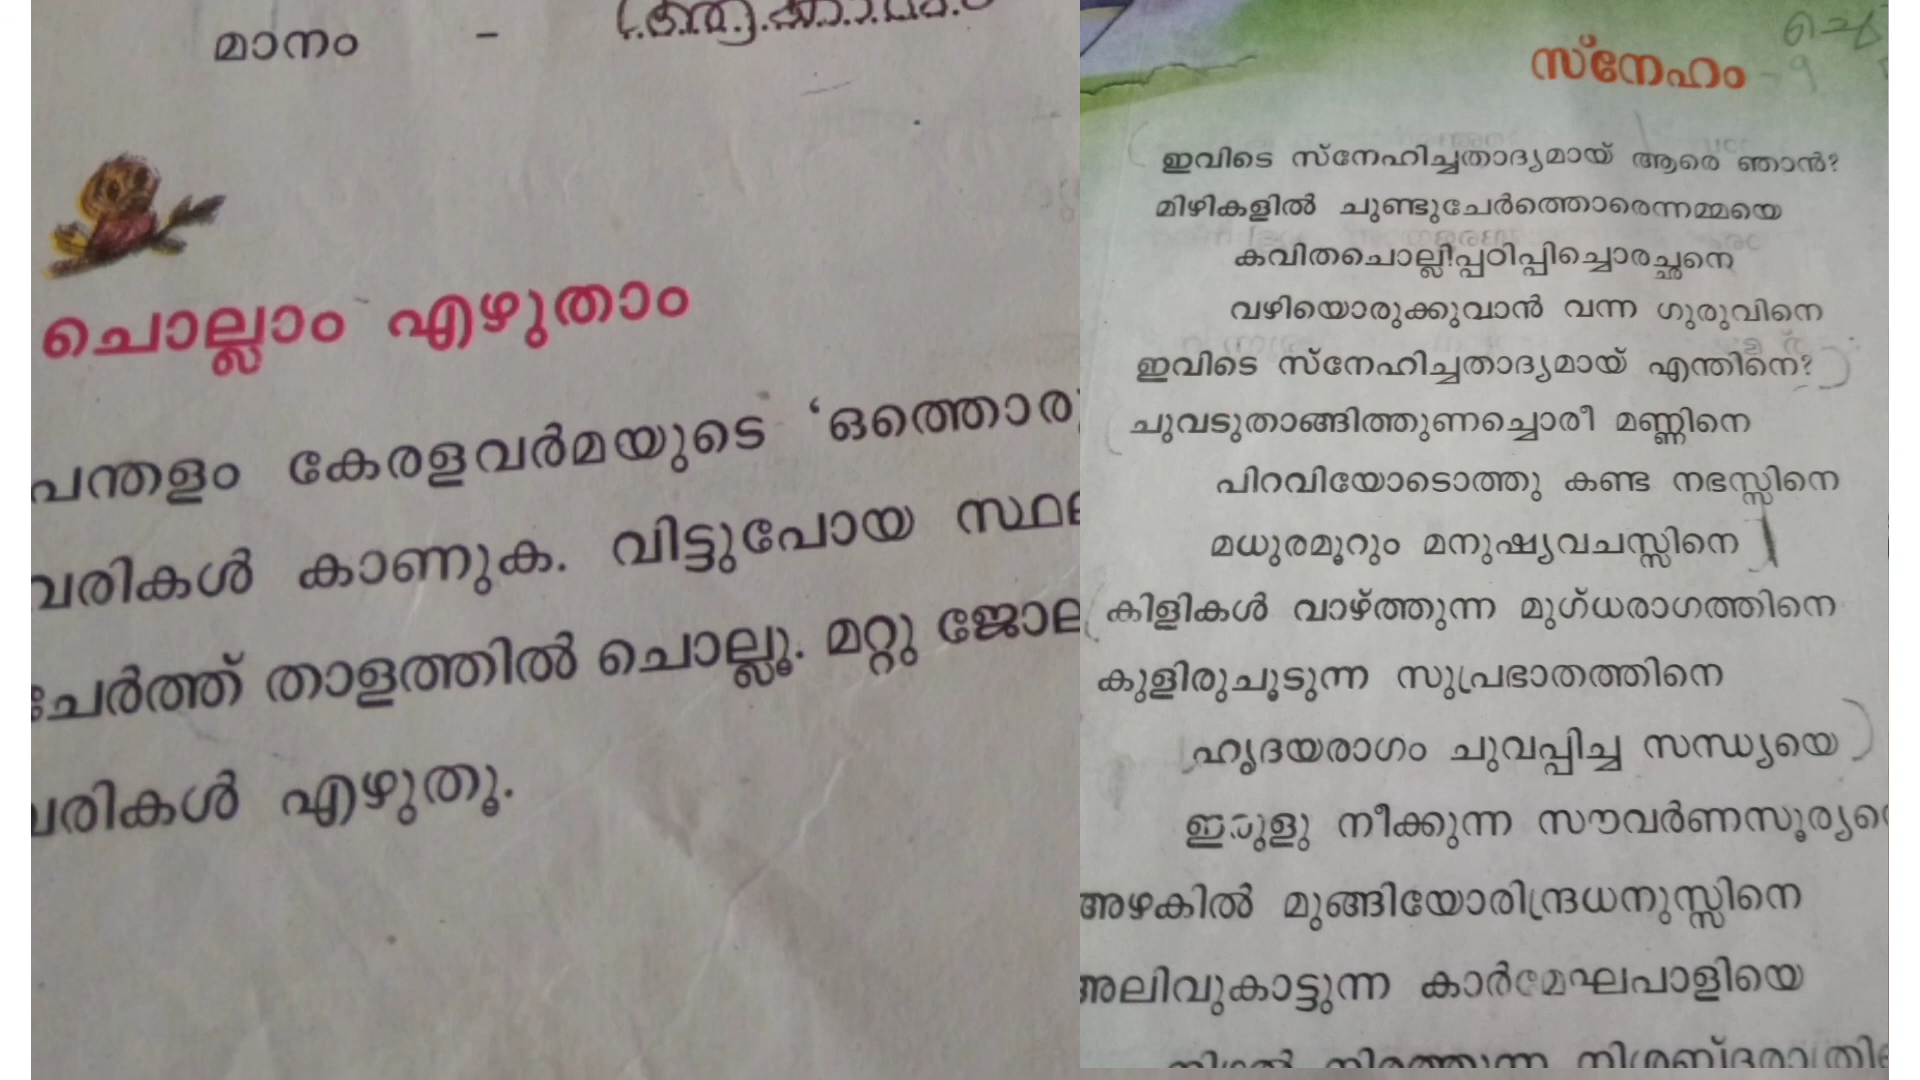 മാനം -
ചൊല്ലാം എഴുതാം
പന്തളം കേരളവർമയുടെ ‘ഒത്തൊരു
വരികൾ കാണുക. വിട്ടുപോയ
ചേർത്ത് താളത്തിൽ ചൊല്ലൂ. മറ്റു
വരികൾ എഴുതൂ.
സ്നേഹം
ഇവിടെ സ്നേഹിച്ചതാദ്യമായ് ആരെ ഞാൻ?
മിഴികളിൽ ചുണ്ടുചേർത്തൊരെന്നമ്മയെ
കവിതചൊല്ലിപ്പഠിപ്പിച്ചൊരച്ഛനെ
വഴിയൊരുക്കുവാൻ വന്ന ഗുരുവിനെ
ഇവിടെ സ്നേഹിച്ചതാദ്യമായ് എന്തിനെ?
ചുവടുതാങ്ങിത്തുണച്ചൊരീ മണ്ണിനെ
പിറവിയോടൊത്തു കണ്ട നഭസ്സിനെ
മധുരമൂറും മനുഷ്യവചസ്സിനെ
കിളികൾ വാഴ്ത്തുന്ന മുഗ്ധരാഗത്തിനെ
കുളിരുചൂടുന്ന സുപ്രഭാതത്തിനെ
ഹൃദയരാഗം ചുവപ്പിച്ച സന്ധ്യയെ
ഇരുളു നീക്കുന്ന സൗവർണസൂര്യനെ
അഴകിൽ മുങ്ങിയോരിന്ദ്രധനുസ്സിനെ
അലിവുകാട്ടുന്ന കാർമേഘപാളിയെ